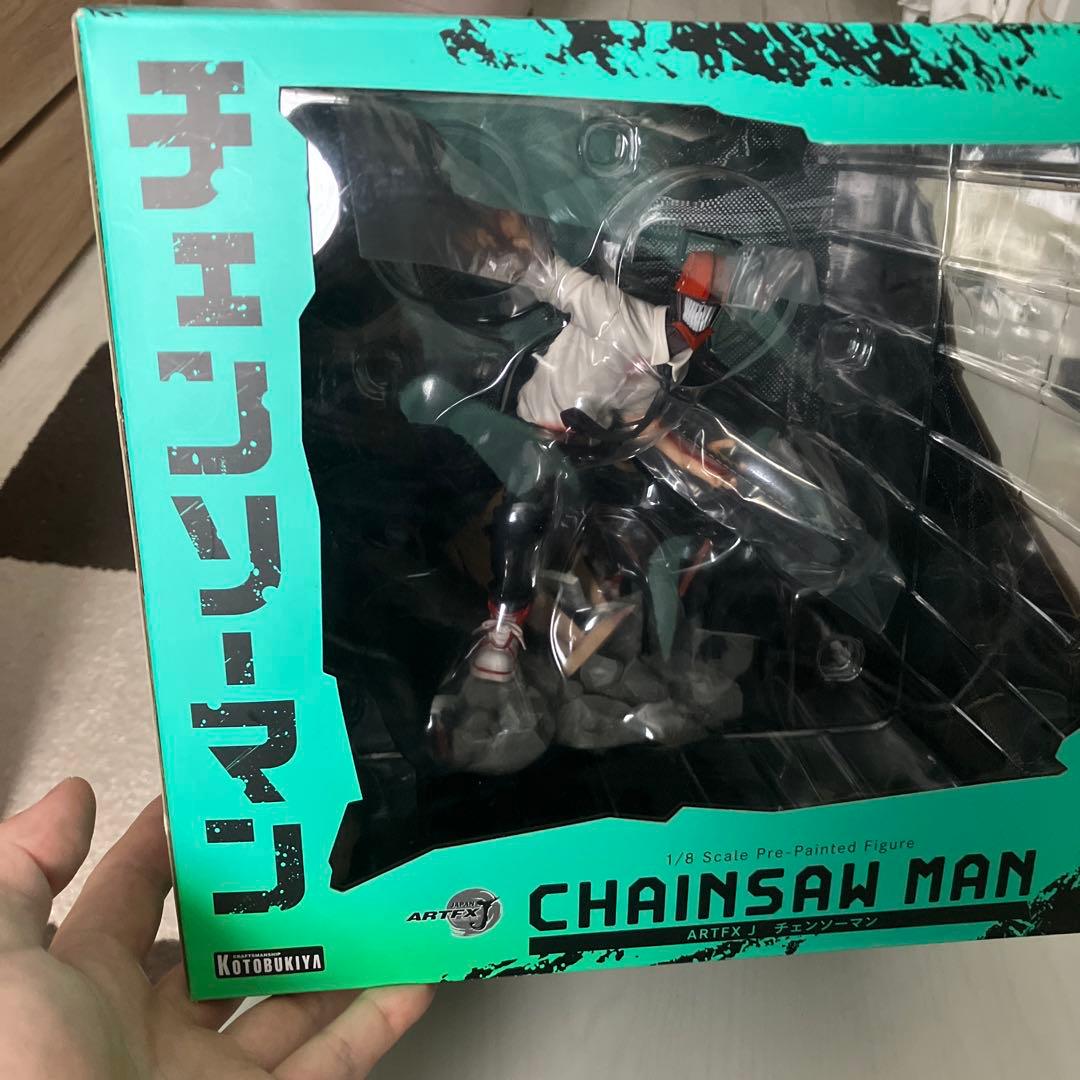 チェンソーマン
1/8 Scale Pre-Painted Figure
JAPAN
ARTFX J
CHAINSAW MAN
ARTFX J チェンソーマン
CRAFTSMANSHIP
KOTOBUKIYA